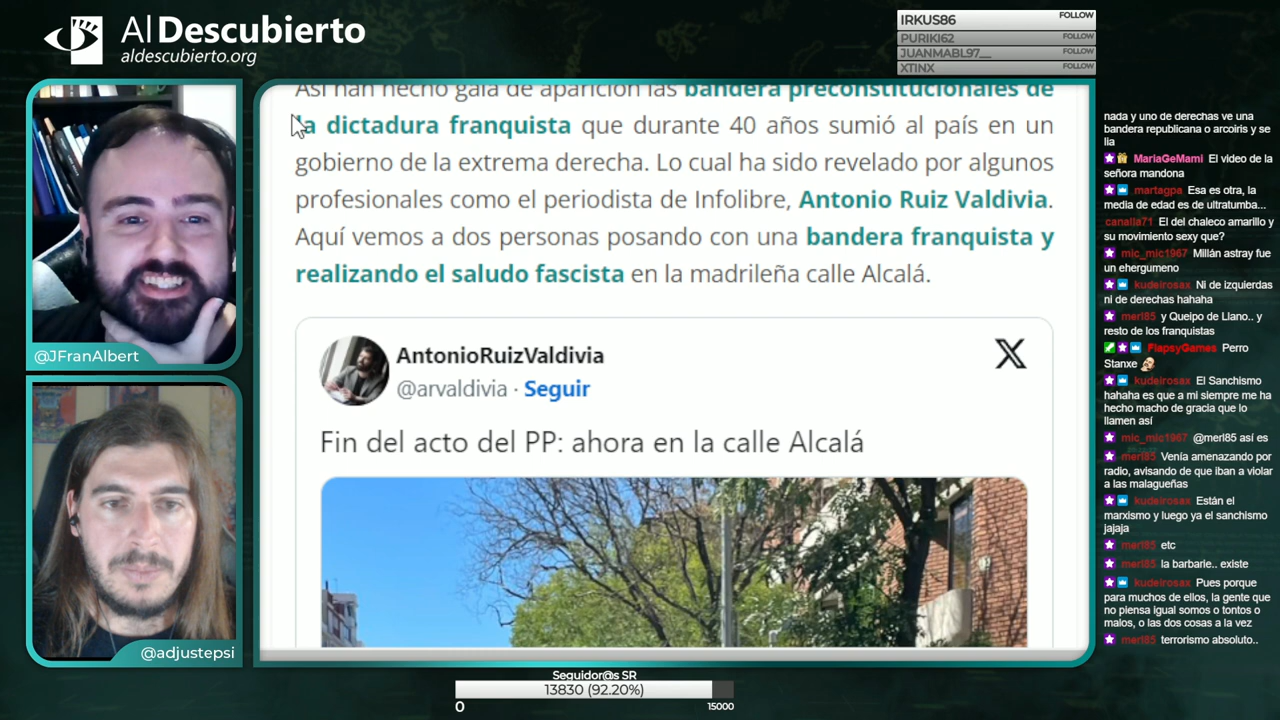 Al Descubierto
aldescubierto.org
IRKUS86 FOLLOW
PURIKI62 FOLLOW
JUANMABL97__ FOLLOW
XTINX FOLLOW
@JFranAlbert
@adjustepsi
Así han hecho gala de aparición las bandera preconstitucionales de
la dictadura franquista que durante 40 años sumió al país en un
gobierno de la extrema derecha. Lo cual ha sido revelado por algunos
profesionales como el periodista de Infolibre, Antonio Ruiz Valdivia.
Aquí vemos a dos personas posando con una bandera franquista y
realizando el saludo fascista en la madrileña calle Alcalá.
AntonioRuizValdivia
@arvaldivia · Seguir
Fin del acto del PP: ahora en la calle Alcalá
nada y uno de derechas ve una
bandera republicana o arcoiris y se
lia
MariaGeMami El video de la
señora mandona
martagpa Esa es otra, la
media de edad es de ultratumba...
canalla71 El del chaleco amarillo y
su movimiento sexy que?
mic_mic1967 Millán astray fue
un ehergumeno
kudeirosax Ni de izquierdas
ni de derechas hahaha
merl85 y Queipo de Llano.. y
resto de los franquistas
FlapsyGames Perro
Stanxe
kudeirosax El Sanchismo
hahaha es que a mi siempre me ha
hecho macho de gracia que lo
llamen así
mic_mic1967 @merl85 así es
merl85 Venía amenazando por
radio, avisando de que iban a violar
a las malagueñas
kudeirosax Están el
marxismo y luego ya el sanchismo
jajaja
merl85 etc
merl85 la barbarie.. existe
kudeirosax Pues porque
para muchos de ellos, la gente que
no piensa igual somos o tontos o
malos, o las dos cosas a la vez
merl85 terrorismo absoluto..
Seguidor@s SR
13830 (92.20%)
0 15000